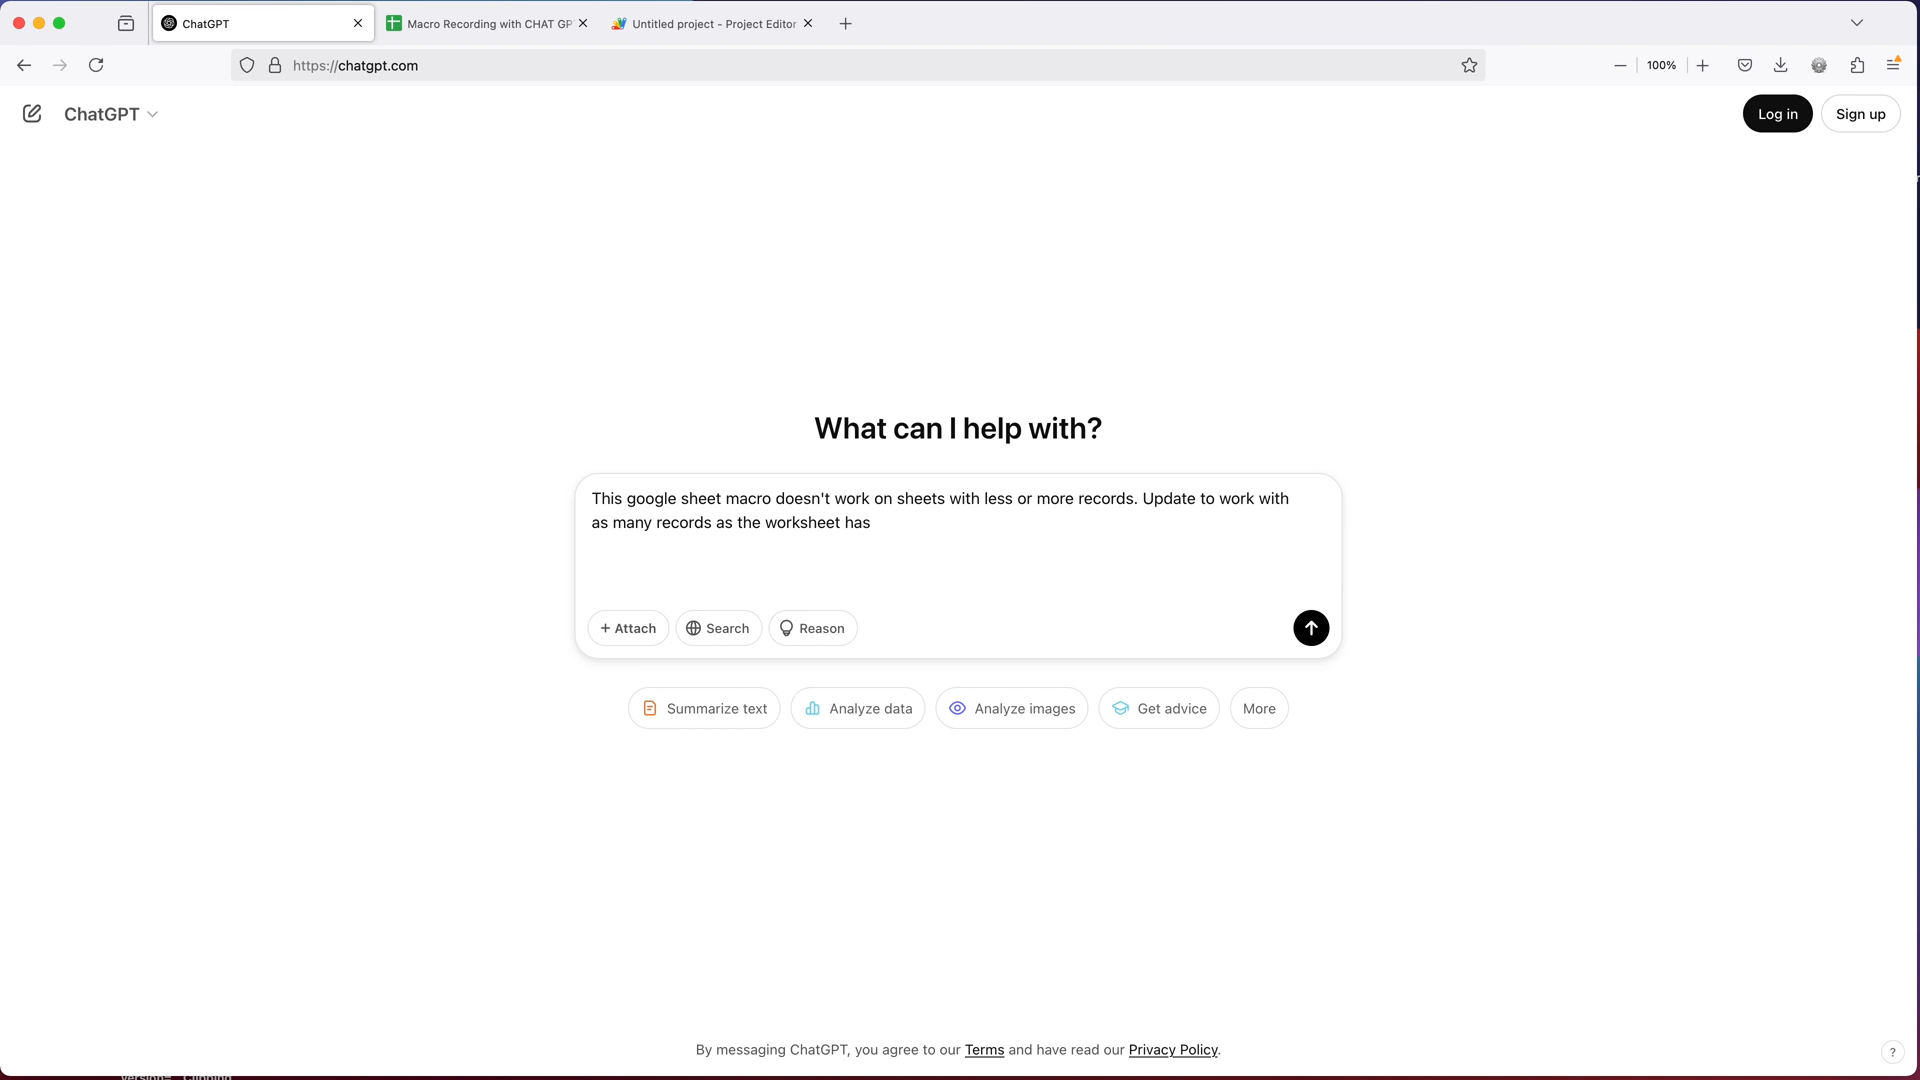 ChatGPT
Macro Recording with CHAT GP
Untitled project - Project Editor
https://chatgpt.com
100%
ChatGPT
Log in
Sign up
What can I help with?
This google sheet macro doesn't work on sheets with less or more records. Update to work with
as many records as the worksheet has
+ Attach
Search
Reason
Summarize text
Analyze data
Analyze images
Get advice
More
By messaging ChatGPT, you agree to our Terms and have read our Privacy Policy.
?